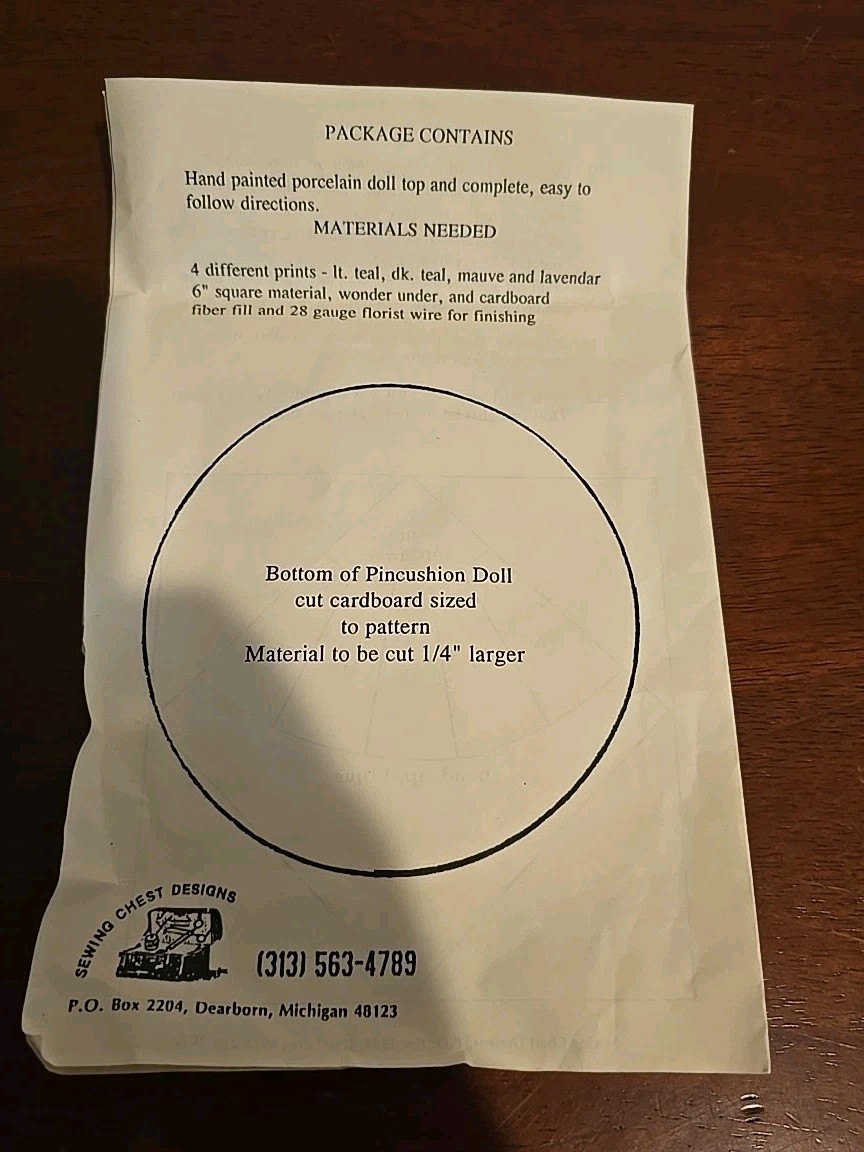 PACKAGE CONTAINS
Hand painted porcelain doll top and complete, easy to
follow directions.
MATERIALS NEEDED
4 different prints - lt. teal, dk. teal, mauve and lavendar
6" square material, wonder under, and cardboard
fiber fill and 28 gauge florist wire for finishing
Bottom of Pincushion Doll
cut cardboard sized
to pattern
Material to be cut 1/4" larger
SEWING CHEST DESIGNS
(313) 563-4789
P.O. Box 2204, Dearborn, Michigan 48123